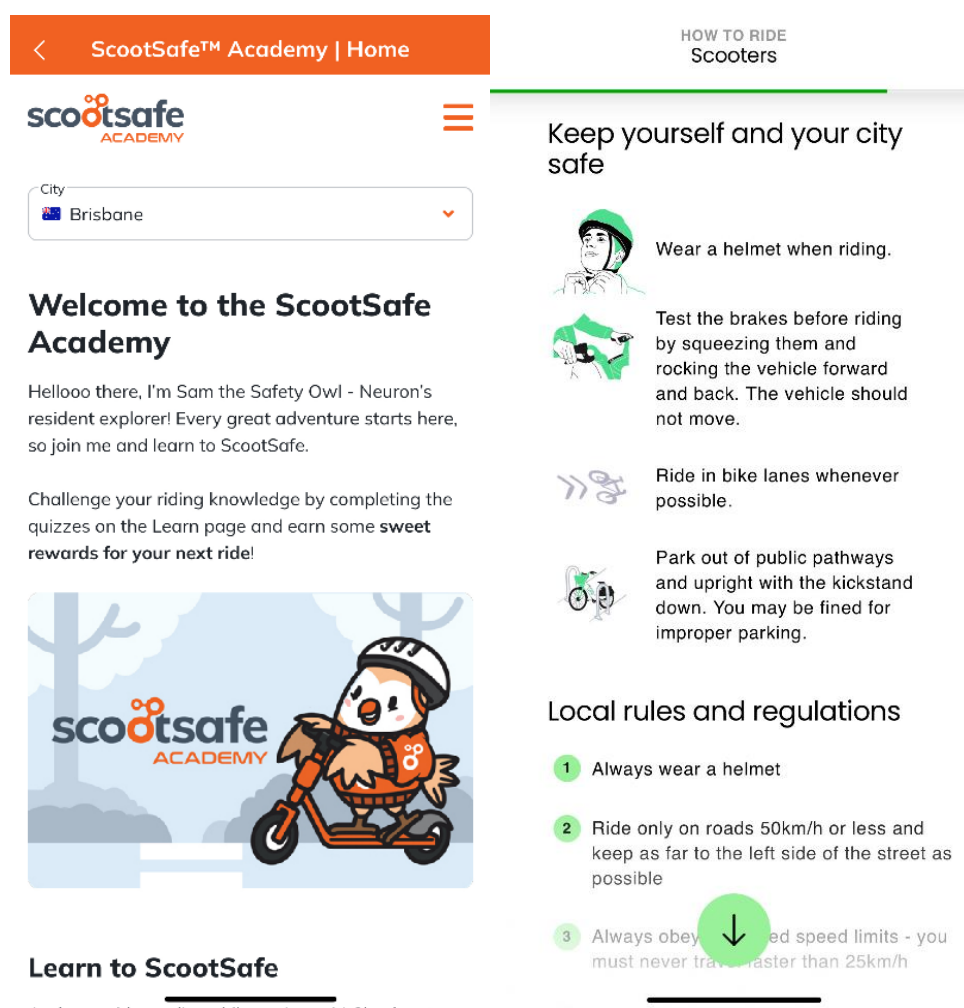 ScootSafe™ Academy | Home
scootsafe
ACADEMY
City
Brisbane
Welcome to the ScootSafe
Academy
Hellooo there, I'm Sam the Safety Owl - Neuron's
resident explorer! Every great adventure starts here,
so join me and learn to ScootSafe.
Challenge your riding knowledge by completing the
quizzes on the Learn page and earn some sweet
rewards for your next ride!
scootsafe
ACADEMY
Learn to ScootSafe
HOW TO RIDE
Scooters
Keep yourself and your city
safe
Wear a helmet when riding.
Test the brakes before riding
by squeezing them and
rocking the vehicle forward
and back. The vehicle should
not move.
Ride in bike lanes whenever
possible.
Park out of public pathways
and upright with the kickstand
down. You may be fined for
improper parking.
Local rules and regulations
1 Always wear a helmet
2 Ride only on roads 50km/h or less and
keep as far to the left side of the street as
possible
3 Always obey ed speed limits - you
must never faster than 25km/h